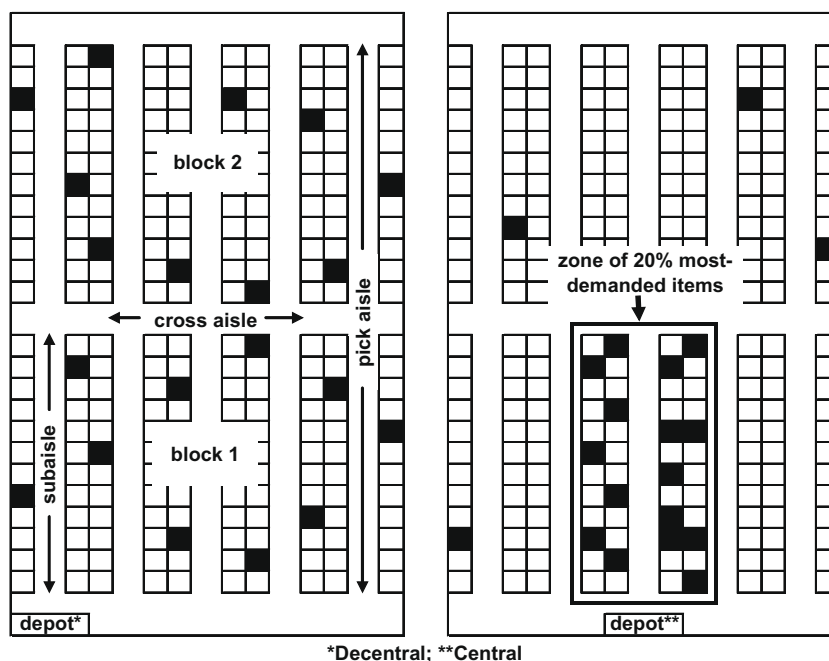 block 2
pick aisle
cross aisle
subaisle
block 1
depot*
zone of 20% most-
demanded items
depot**
*Decentral; **Central